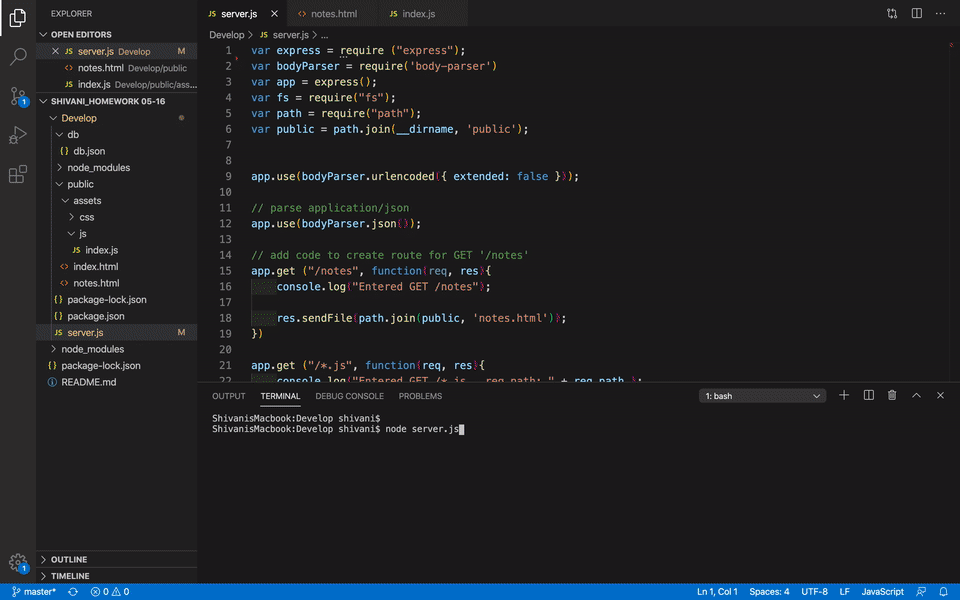 EXPLORER
OPEN EDITORS
JS server.js Develop M
<> notes.html Develop/public
JS index.js Develop/public/ass...
SHIVANI_HOMEWORK 05-16
Develop
db
{} db.json
node_modules
public
assets
css
js
JS index.js
<> index.html
<> notes.html
{} package-lock.json
{} package.json
JS server.js M
node_modules
{} package-lock.json
README.md
OUTLINE
TIMELINE
JS server.js <> notes.html JS index.js
Develop > JS server.js > ...
1 var express = require ("express");
2 var bodyParser = require('body-parser')
3 var app = express();
4 var fs = require("fs");
5 var path = require("path");
6 var public = path.join(__dirname, 'public');
7
8
9 app.use(bodyParser.urlencoded({ extended: false }));
10
11 // parse application/json
12 app.use(bodyParser.json());
13
14 // add code to create route for GET '/notes'
15 app.get ("/notes", function(req, res){
16 console.log("Entered GET /notes");
17
18 res.sendFile(path.join(public, 'notes.html'));
19 })
20
21 app.get ("/*.js", function(req, res){
22 console.log("Entered GET /*.js
OUTPUT TERMINAL DEBUG CONSOLE PROBLEMS 1: bash
ShivanisMacbook:Develop shivani$
ShivanisMacbook:Develop shivani$ node server.js
1
1
master* 0 0 Ln 1, Col 1 Spaces: 4 UTF-8 LF JavaScript